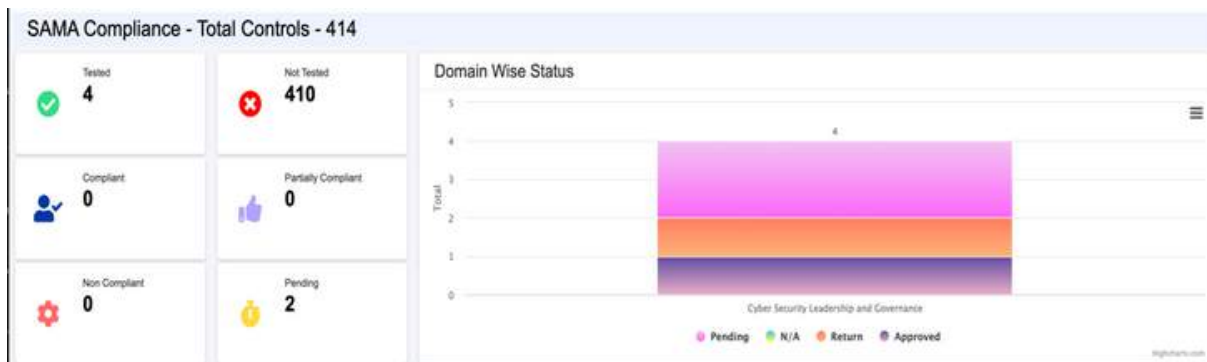 SAMA Compliance - Total Controls - 414
Tested
4
Not Tested
410
Compliant
0
Partially Compliant
0
Non Compliant
0
Pending
2
Domain Wise Status
5
4
3
2
1
0
Total
4
Cyber Security Leadership and Governance
Pending N/A Return Approved
Highcharts.com